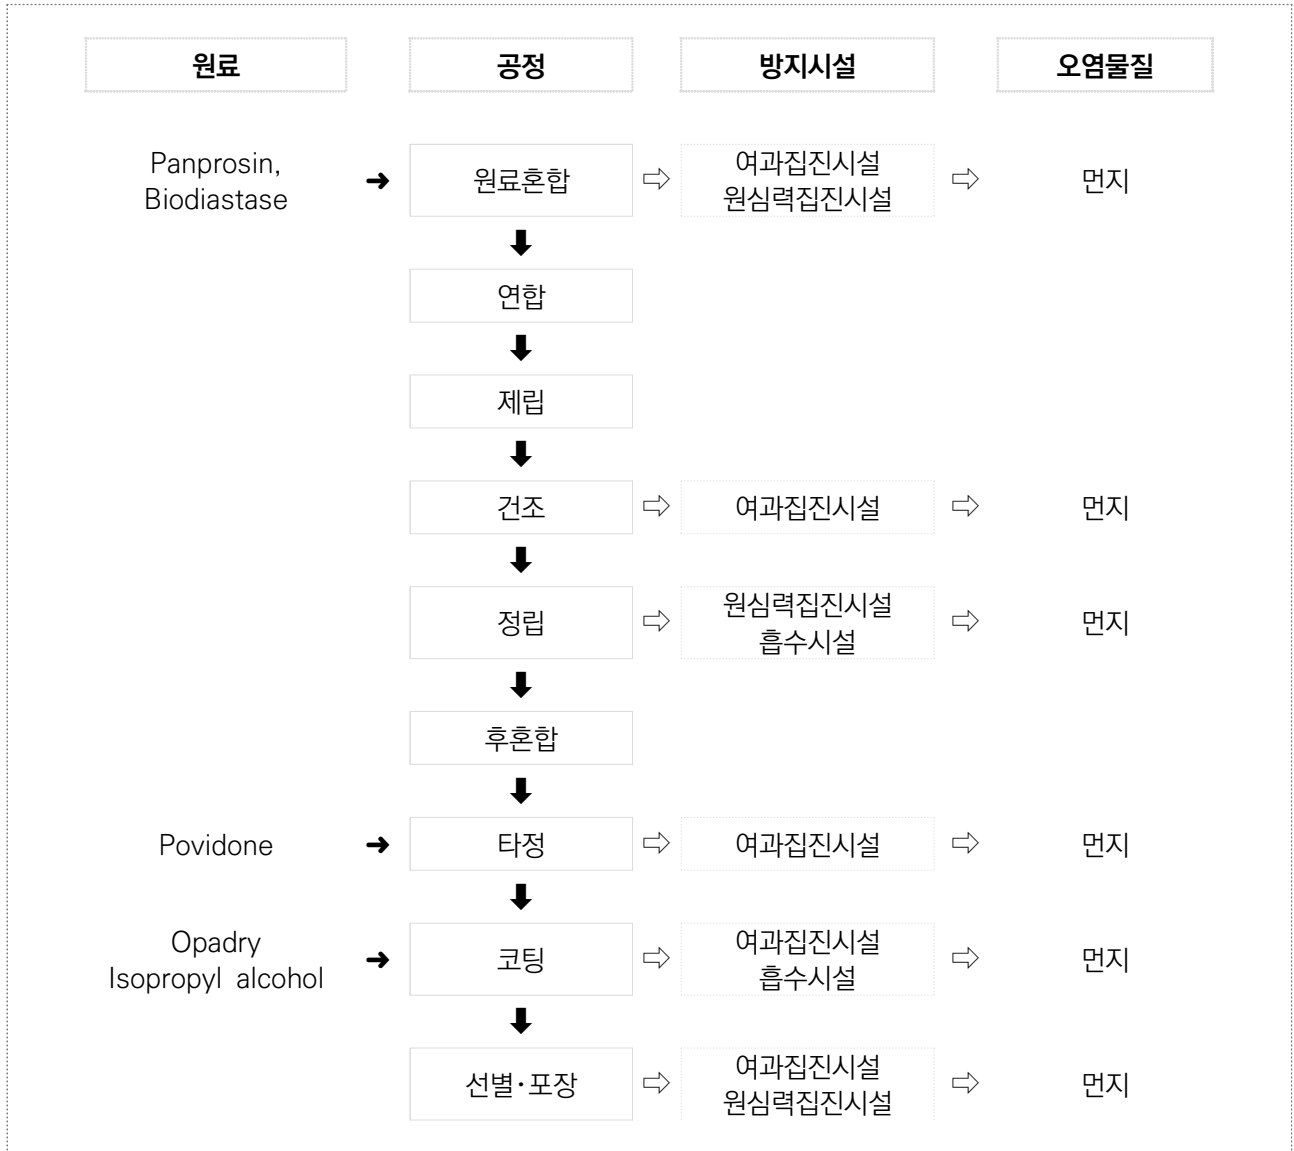 원료 공정 방지시설 오염물질
Panprosin,
Biodiastase
원료혼합
여과집진시설
원심력집진시설
먼지
연합
제립
건조 여과집진시설 먼지
정립
원심력집진시설
흡수시설
먼지
후혼합
Povidone 타정 여과집진시설 먼지
Opadry
Isopropyl alcohol
코팅
여과집진시설
흡수시설
먼지
선별·포장
여과집진시설
원심력집진시설
먼지